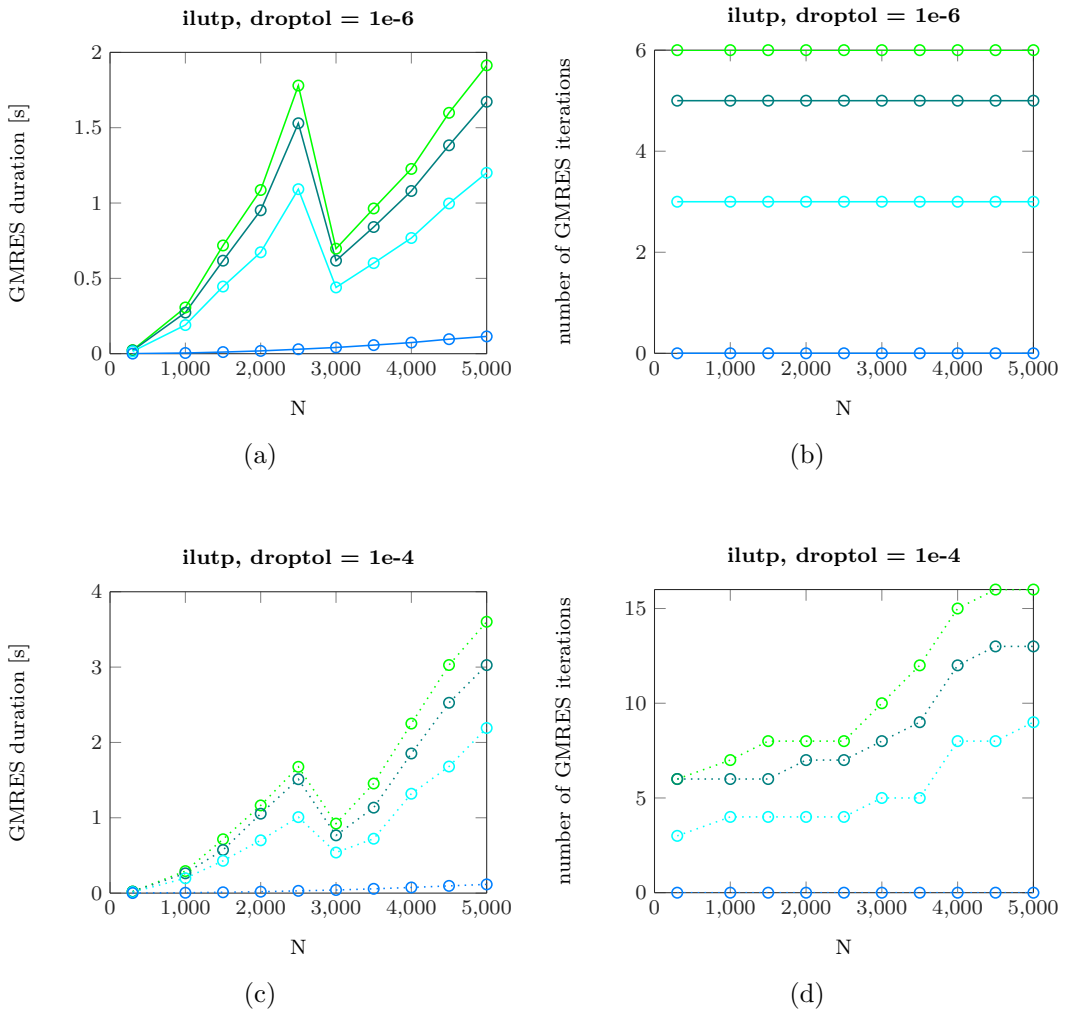 ilutp, droptol = 1e-6
GMRES duration [s]
2
1.5
1
0.5
0
0 1,000 2,000 3,000 4,000 5,000
N
(a)
ilutp, droptol = 1e-6
number of GMRES iterations
6
4
2
0
0 1,000 2,000 3,000 4,000 5,000
N
(b)
ilutp, droptol = 1e-4
GMRES duration [s]
4
3
2
1
0
0 1,000 2,000 3,000 4,000 5,000
N
(c)
ilutp, droptol = 1e-4
number of GMRES iterations
15
10
5
0
0 1,000 2,000 3,000 4,000 5,000
N
(d)